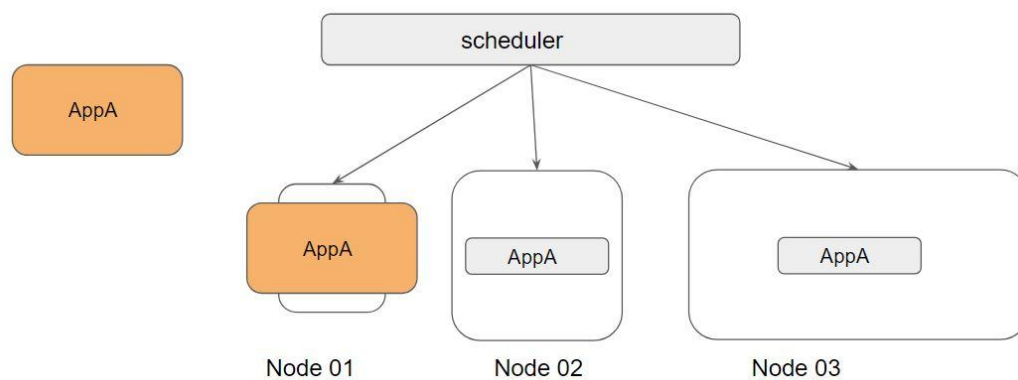 scheduler
AppA
AppA
AppA
AppA
Node 01
Node 02
Node 03